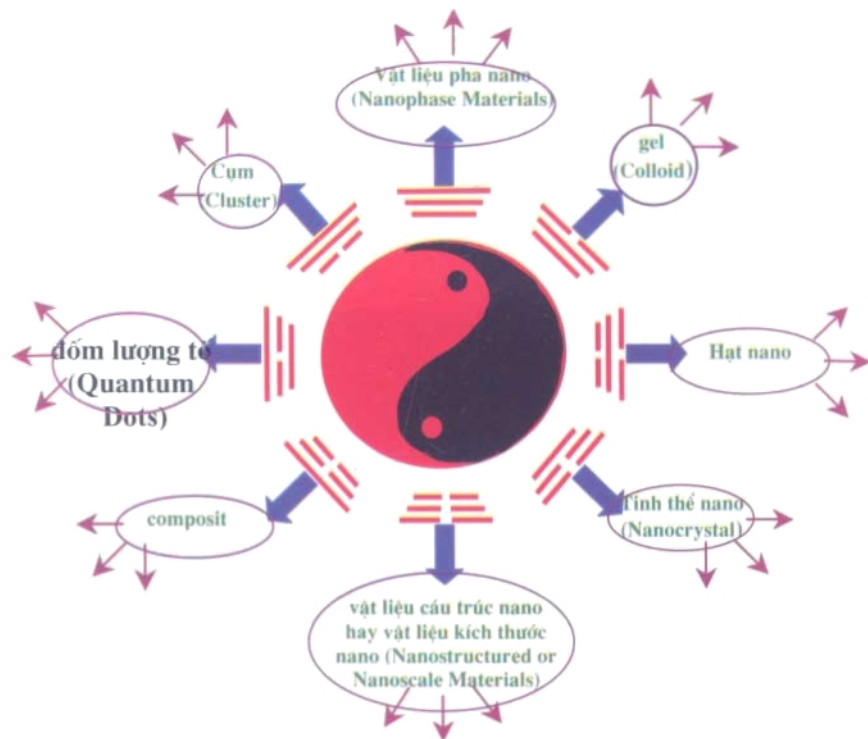 Vật liệu pha nano
(Nanophase Materials)
gel
(Colloid)
Cụm
(Cluster)
đốm lượng tử
(Quantum
Dots)
Hạt nano
composit
Tinh thể nano
(Nanocrystal)
vật liệu cáu trúc nano
hay vật liệu kích thước
nano (Nanostructured or
Nanoscale Materials)